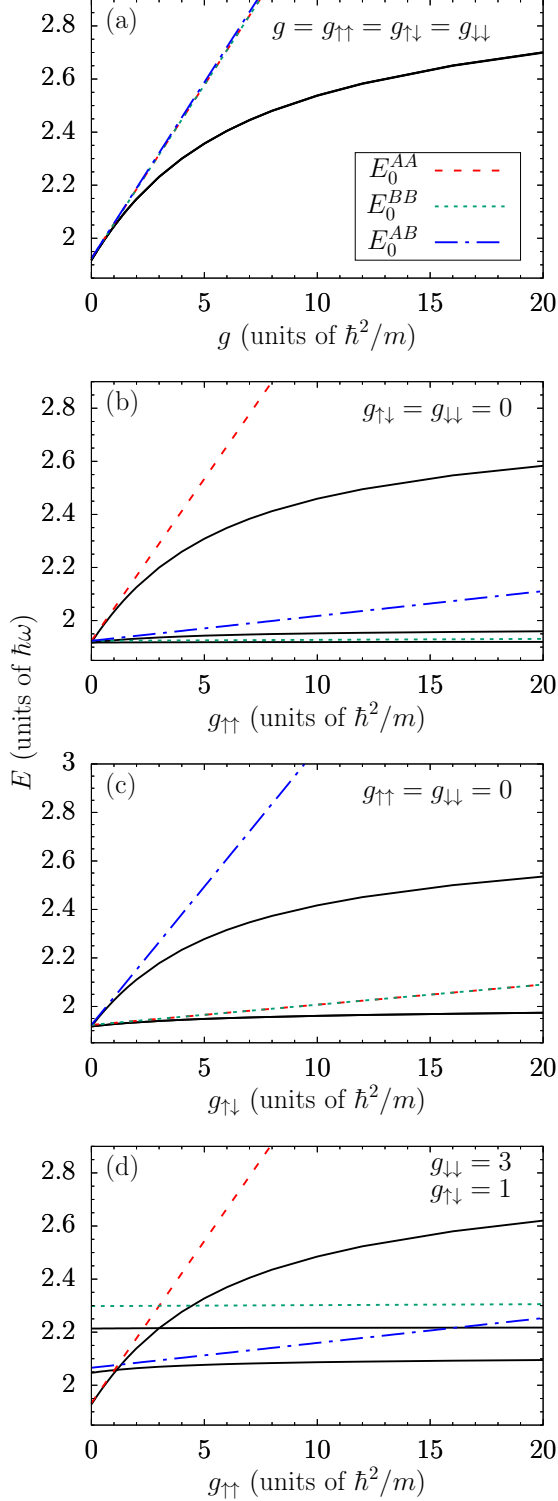 (a) g = g↑↑ = g↑↓ = g↓↓
2.8
2.6
2.4
2.2
2
E₀^{AA}
E₀^{BB}
E₀^{AB}
0 5 10 15 20
g (units of ℏ²/m)
(b) g↑↓ = g↓↓ = 0
2.8
2.6
2.4
2.2
2
0 5 10 15 20
g↑↑ (units of ℏ²/m)
E (units of ℏω)
3
(c) g↑↑ = g↓↓ = 0
2.8
2.6
2.4
2.2
2
0 5 10 15 20
g↑↓ (units of ℏ²/m)
(d) g↓↓ = 3
g↑↓ = 1
2.8
2.6
2.4
2.2
2
0 5 10 15 20
g↑↑ (units of ℏ²/m)